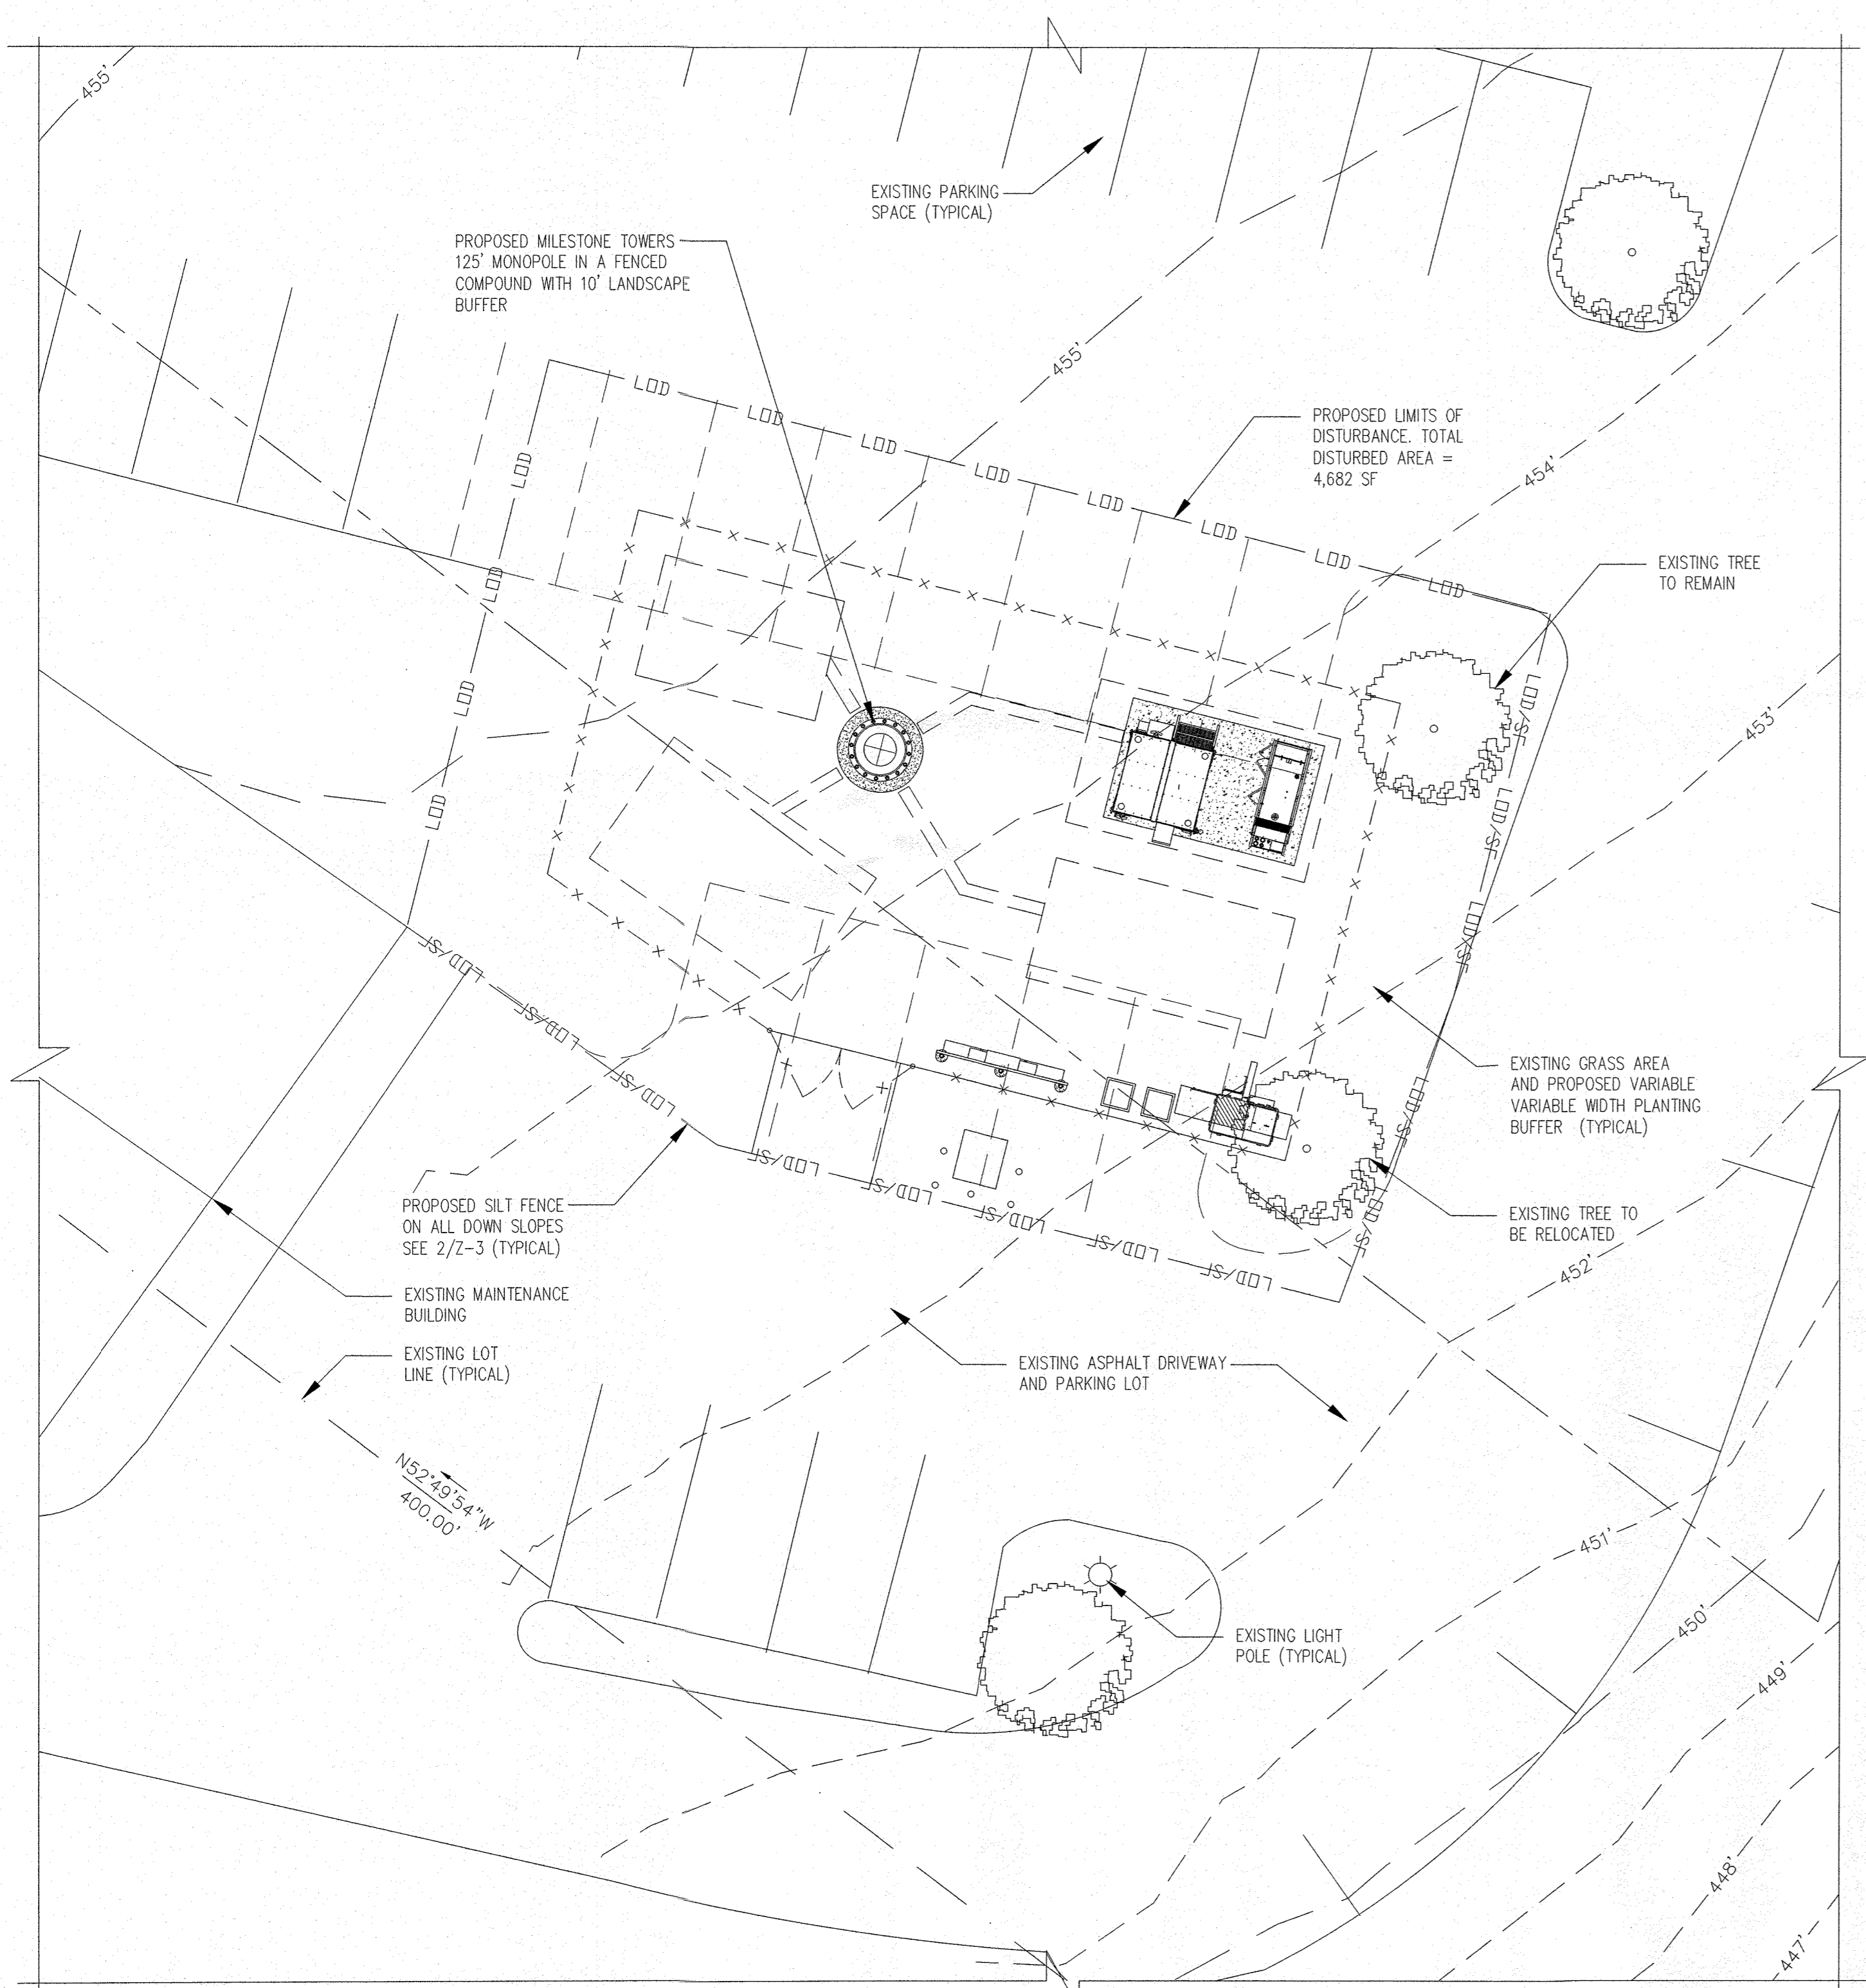 455'
EXISTING PARKING
SPACE (TYPICAL)
PROPOSED MILESTONE TOWERS
125' MONOPOLE IN A FENCED
COMPOUND WITH 10' LANDSCAPE
BUFFER
455'
LOD
LOD
LOD
LOD
LOD
LOD
LOD
LOD
PROPOSED LIMITS OF
DISTURBANCE. TOTAL
DISTURBED AREA =
4,682 SF
454'
LOD
LOD
LOD
LOD
EXISTING TREE
TO REMAIN
453'
LOD/SF
LOD/SF
LOD/SF
LOD/SF
LOD/SF
LOD/SF
LOD/SF
LOD/SF
LOD/SF
LOD/SF
LOD/SF
LOD/SF
LOD/SF
EXISTING GRASS AREA
AND PROPOSED VARIABLE
VARIABLE WIDTH PLANTING
BUFFER (TYPICAL)
PROPOSED SILT FENCE
ON ALL DOWN SLOPES
SEE 2/Z-3 (TYPICAL)
EXISTING TREE TO
BE RELOCATED
452'
EXISTING MAINTENANCE
BUILDING
EXISTING LOT
LINE (TYPICAL)
EXISTING ASPHALT DRIVEWAY
AND PARKING LOT
N52°49'54"W
400.00'
451'
450'
EXISTING LIGHT
POLE (TYPICAL)
449'
448'
447'